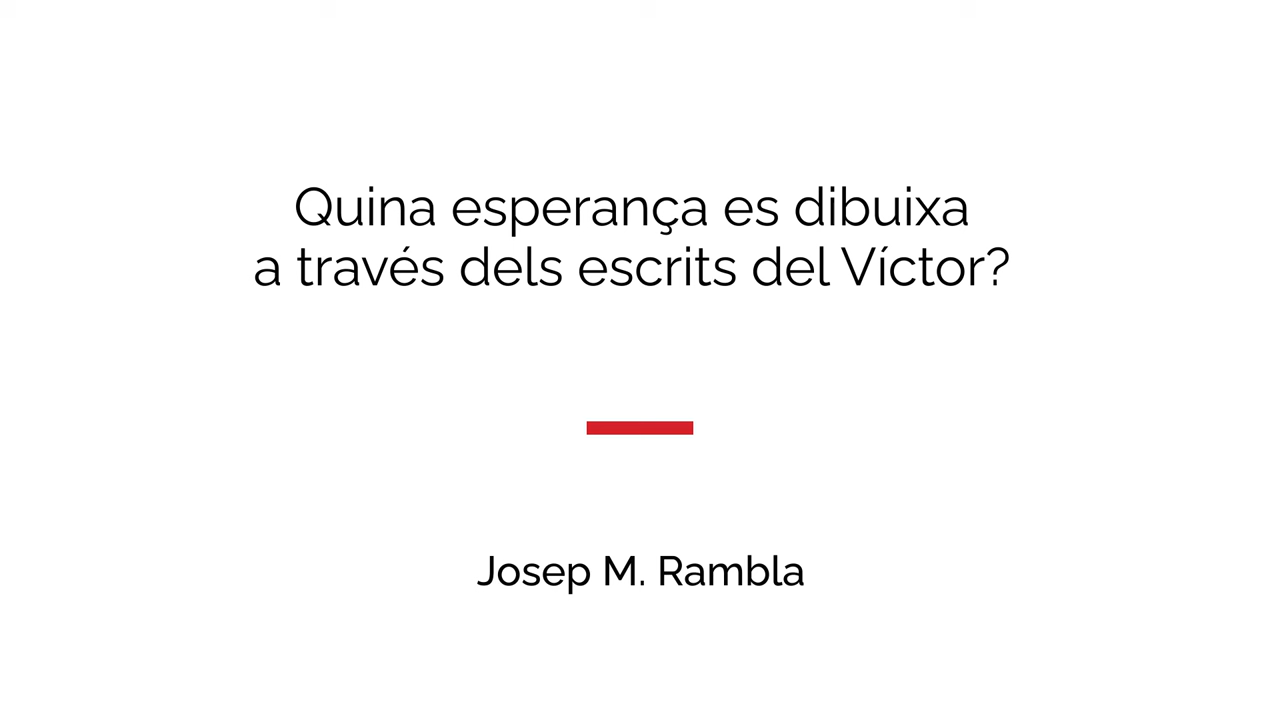 Quina esperança es dibuixa
a través dels escrits del Víctor?
Josep M. Rambla